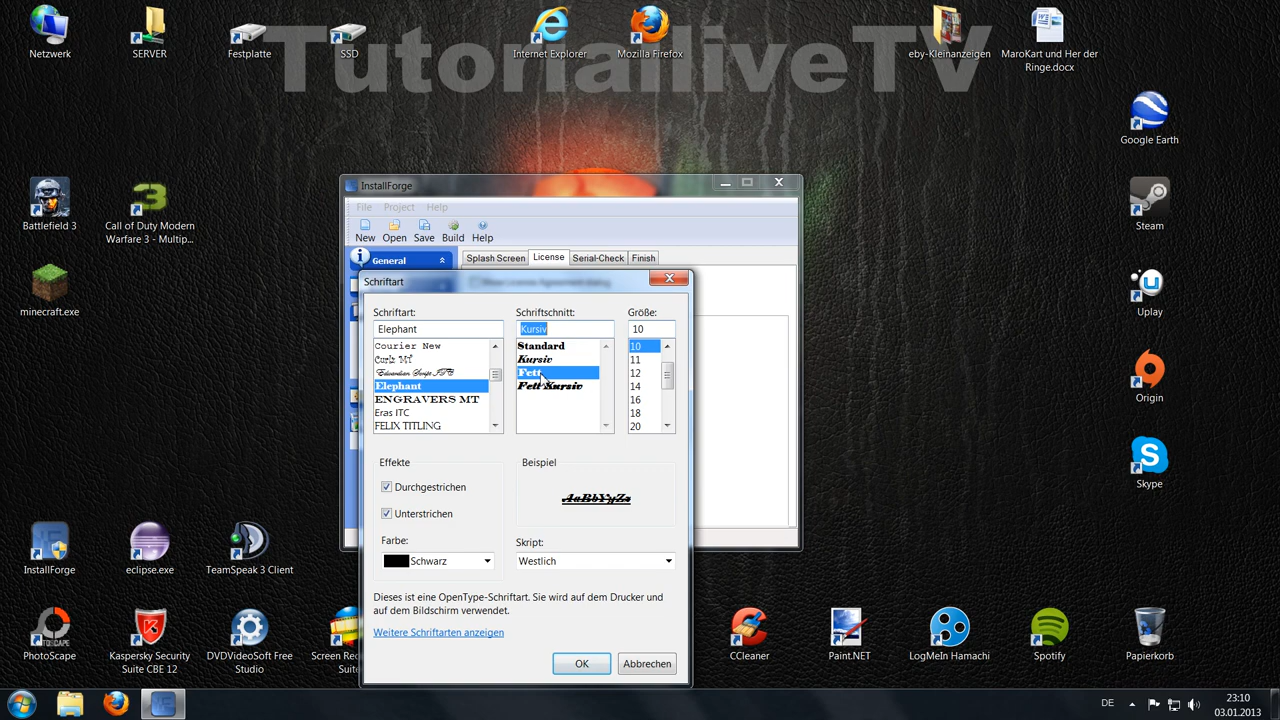 TutorialliveTV
Netzwerk
SERVER
Festplatte
SSD
Internet Explorer
Mozilla Firefox
eby-Kleinanzeigen
MaroKart und Her der
Ringe.docx
Google Earth
Battlefield 3
Call of Duty Modern
Warfare 3 - Multip...
Steam
minecraft.exe
Uplay
Origin
Skype
InstallForge
File Project Help
New Open Save Build Help
General
Splash Screen License Serial-Check Finish
Schriftart
Schriftart: Schriftschnitt: Größe:
Elephant Kursiv 10
Courier New Standard 10
Curlz MT Kursiv 11
Edwardian Script ITC Fett 12
Elephant Fett Kursiv 14
ENGRAVERS MT 16
Eras ITC 18
FELIX TITLING 20
Effekte Beispiel
Durchgestrichen
AaBbYyZz
Unterstrichen
Farbe: Skript:
Schwarz Westlich
Dieses ist eine OpenType-Schriftart. Sie wird auf dem Drucker und
auf dem Bildschirm verwendet.
Weitere Schriftarten anzeigen
OK Abbrechen
InstallForge
eclipse.exe
TeamSpeak 3 Client
PhotoScape
Kaspersky Security
Suite CBE 12
DVDVideoSoft Free
Studio
Screen Rec
Suite
CCleaner
Paint.NET
LogMeIn Hamachi
Spotify
Papierkorb
DE
23:10
03.01.2013